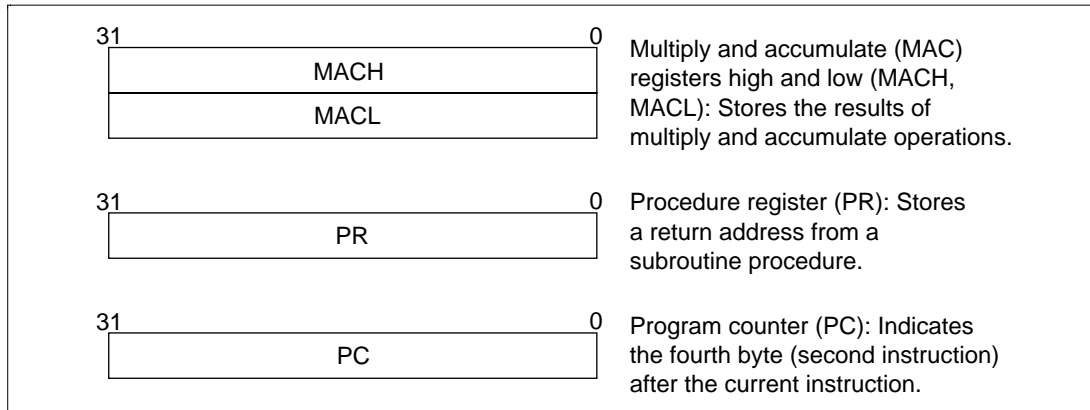 31 0
MACH
MACL
Multiply and accumulate (MAC)
registers high and low (MACH,
MACL): Stores the results of
multiply and accumulate operations.
31 0
PR
Procedure register (PR): Stores
a return address from a
subroutine procedure.
31 0
PC
Program counter (PC): Indicates
the fourth byte (second instruction)
after the current instruction.